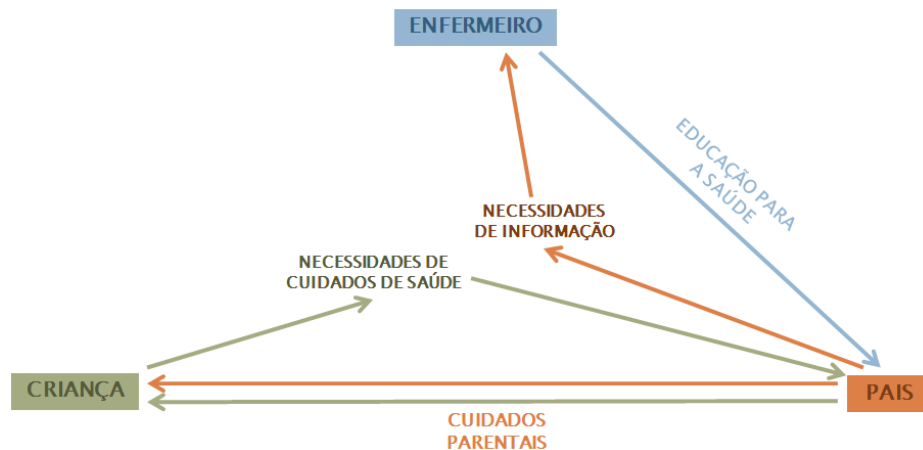 ENFERMEIRO
EDUCAÇÃO PARA
A SAÚDE
NECESSIDADES
DE INFORMAÇÃO
NECESSIDADES DE
CUIDADOS DE SAÚDE
CRIANÇA
PAIS
CUIDADOS
PARENTAIS